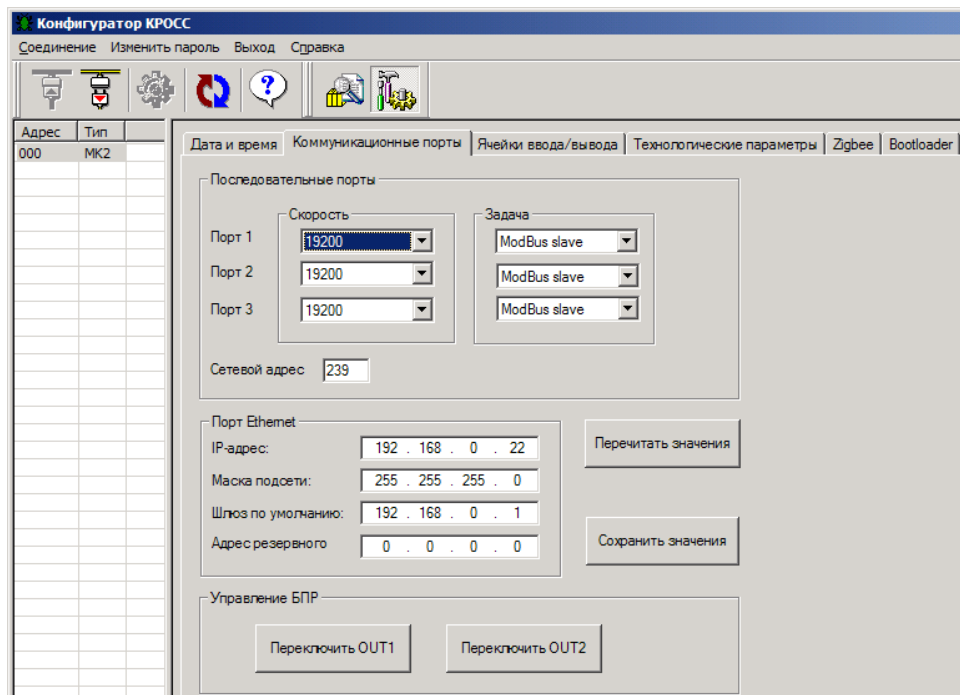 Конфигуратор КРОСС
Соединение Изменить пароль Выход Справка
Адрес Тип
000 МК2
Дата и время Коммуникационные порты Ячейки ввода/вывода Технологические параметры Zigbee Bootloader
Последовательные порты
Скорость Задача
Порт 1 19200 ModBus slave
Порт 2 19200 ModBus slave
Порт 3 19200 ModBus slave
Сетевой адрес 239
Порт Ethernet
IP-адрес: 192 . 168 . 0 . 22
Перечитать значения
Маска подсети: 255 . 255 . 255 . 0
Шлюз по умолчанию: 192 . 168 . 0 . 1
Адрес резервного 0 . 0 . 0 . 0
Сохранить значения
Управление БПР
Переключить OUT1 Переключить OUT2